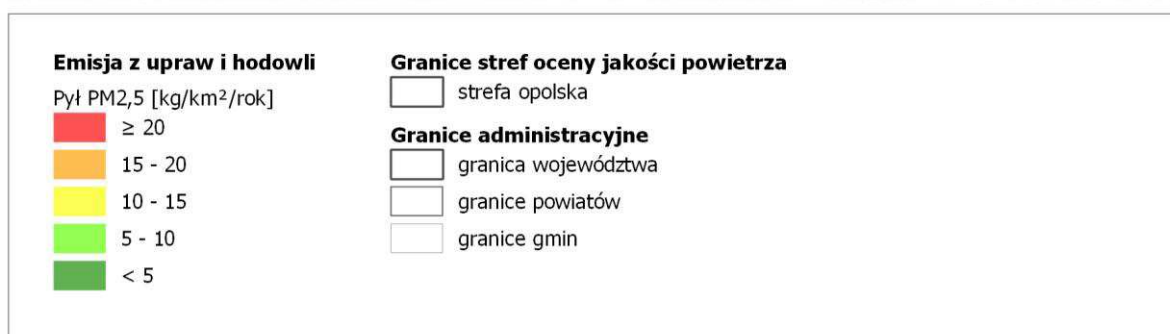 Emisja z upraw i hodowli
Pył PM2,5 [kg/km²/rok]
≥ 20
15 - 20
10 - 15
5 - 10
< 5
Granice stref oceny jakości powietrza
strefa opolska
Granice administracyjne
granica województwa
granice powiatów
granice gmin